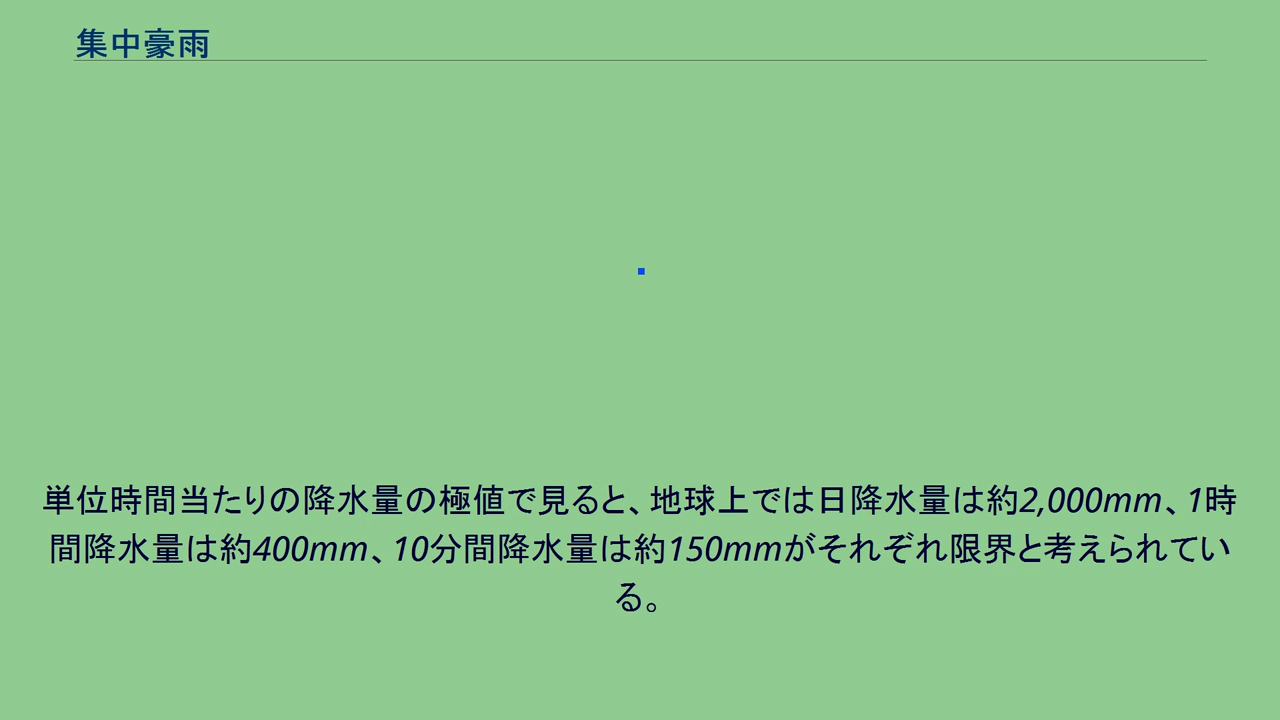 集中豪雨
単位時間当たりの降水量の極値で見ると、地球上では日降水量は約2,000mm、1時
間降水量は約400mm、10分間降水量は約150mmがそれぞれ限界と考えられてい
る。